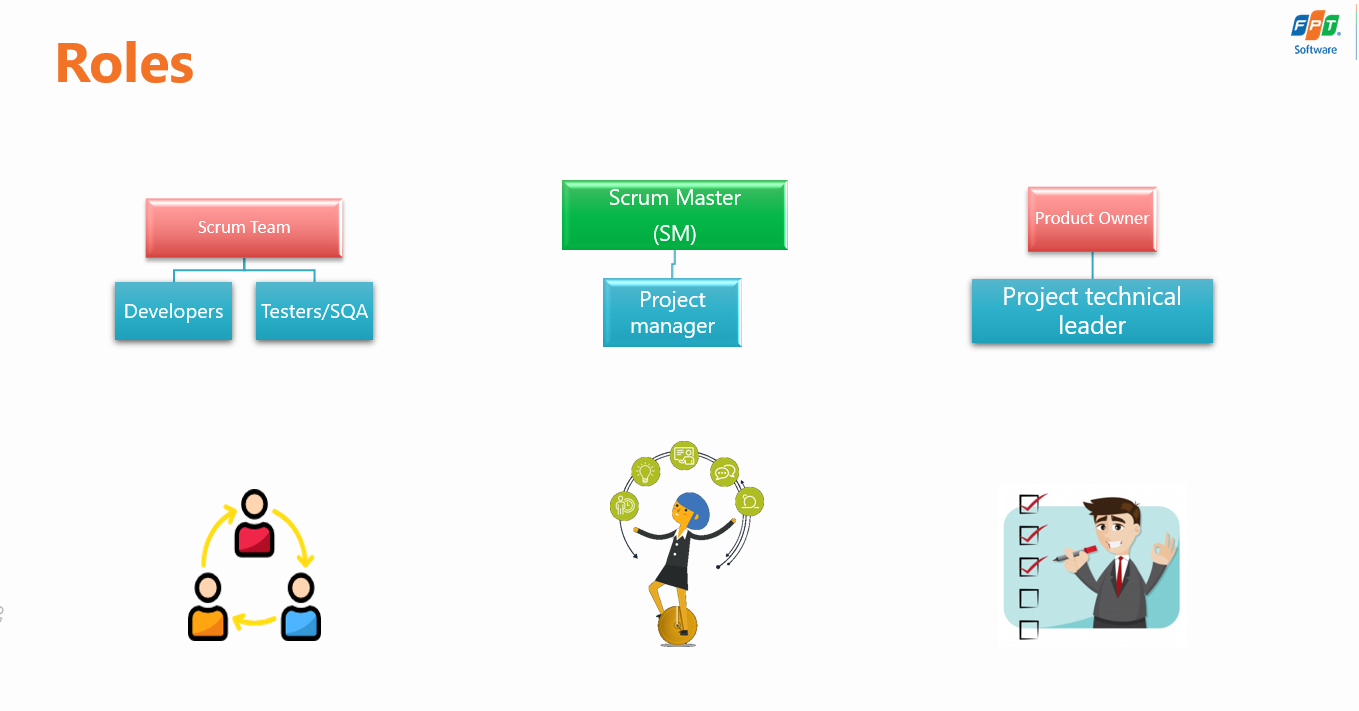 Roles
FPT
Software
Scrum Team
Developers
Testers/SQA
Scrum Master
(SM)
Project
manager
Product Owner
Project technical
leader